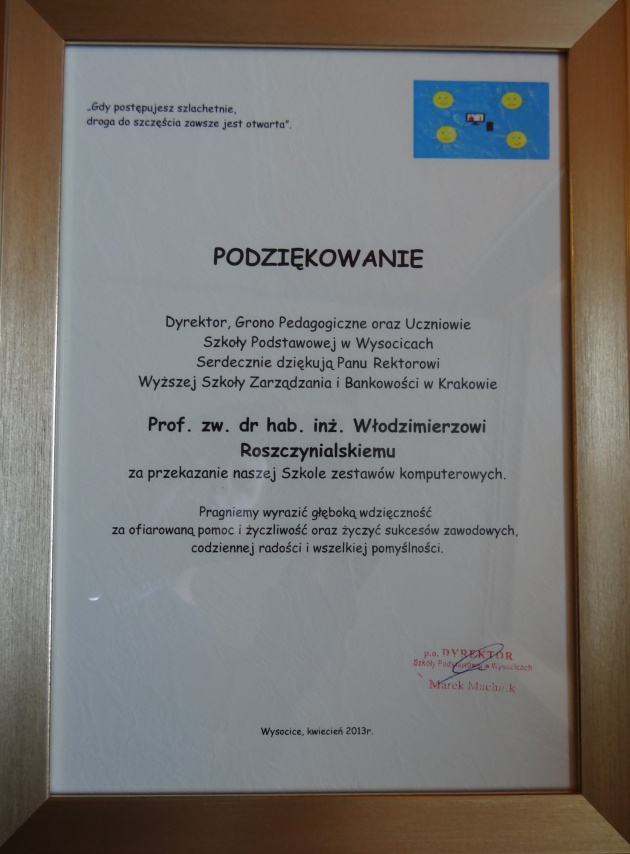 „Gdy postępujesz szlachetnie,
droga do szczęścia zawsze jest otwarta".
PODZIĘKOWANIE
Dyrektor, Grono Pedagogiczne oraz Uczniowie
Szkoły Podstawowej w Wysocicach
Serdecznie dziękują Panu Rektorowi
Wyższej Szkoły Zarządzania i Bankowości w Krakowie
Prof. zw. dr hab. inż. Włodzimierzowi
Roszczynialskiemu
za przekazanie naszej Szkole zestawów komputerowych.
Pragniemy wyrazić głęboką wdzięczność
za ofiarowaną pomoc i życzliwość oraz życzyć sukcesów zawodowych,
codziennej radości i wszelkiej pomyślności.
p.o. DYREKTOR
Szkoły Podstawowej w Wysocicach
Marek
Wysocice, kwiecień 2013r.